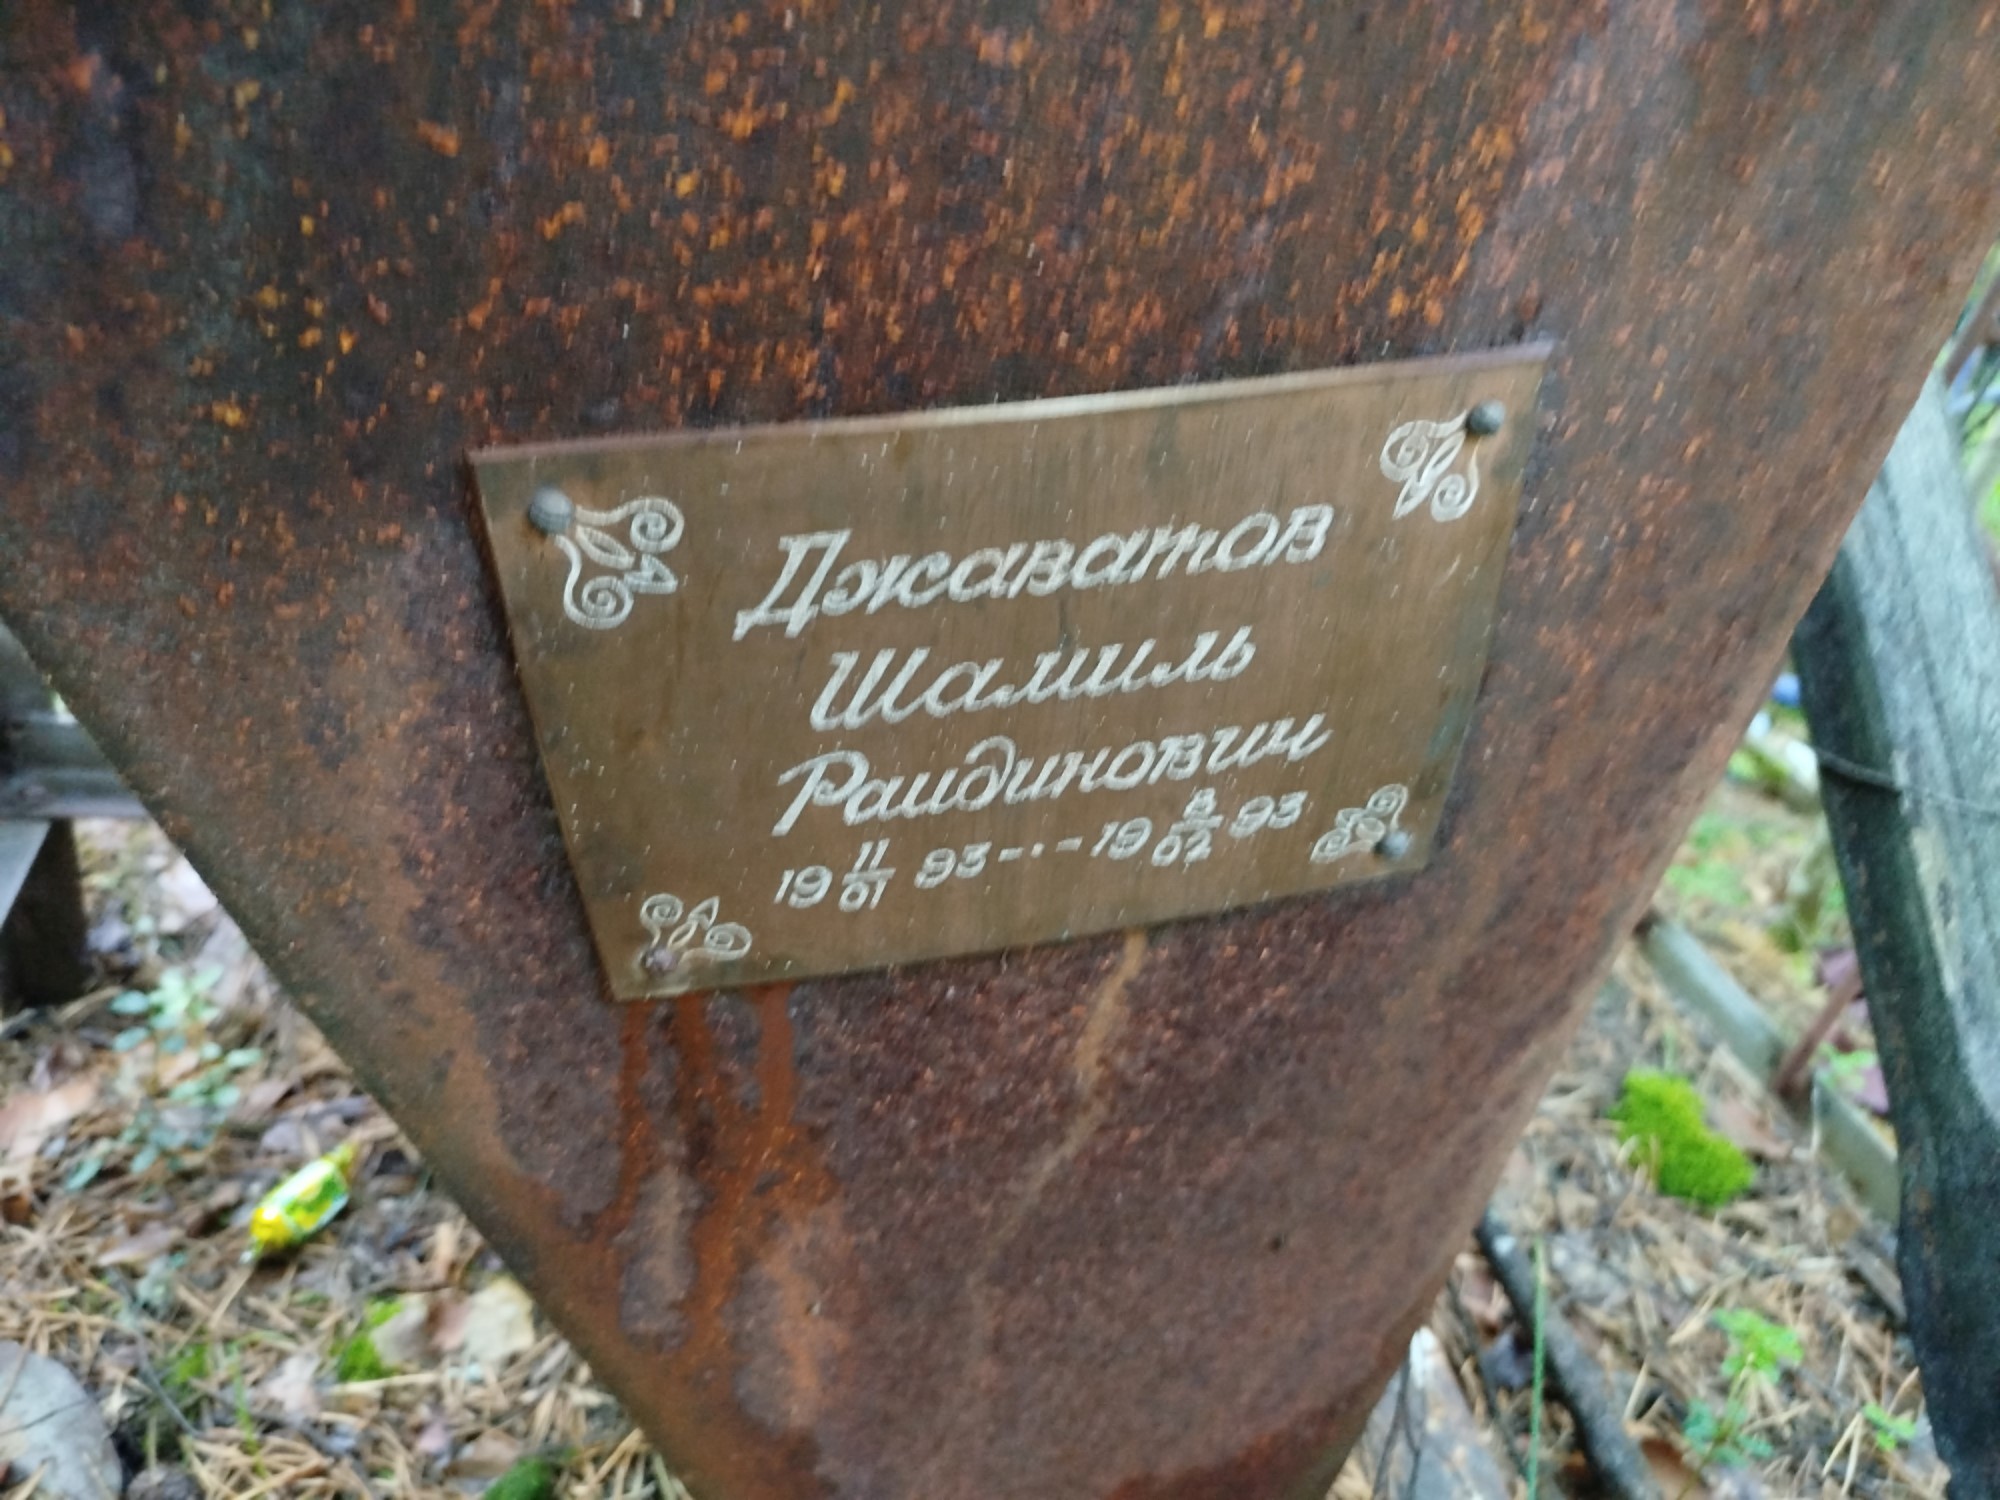 Джаватов
Шамиль
Раидинович
19 11/01 93-·-19 8/02 93